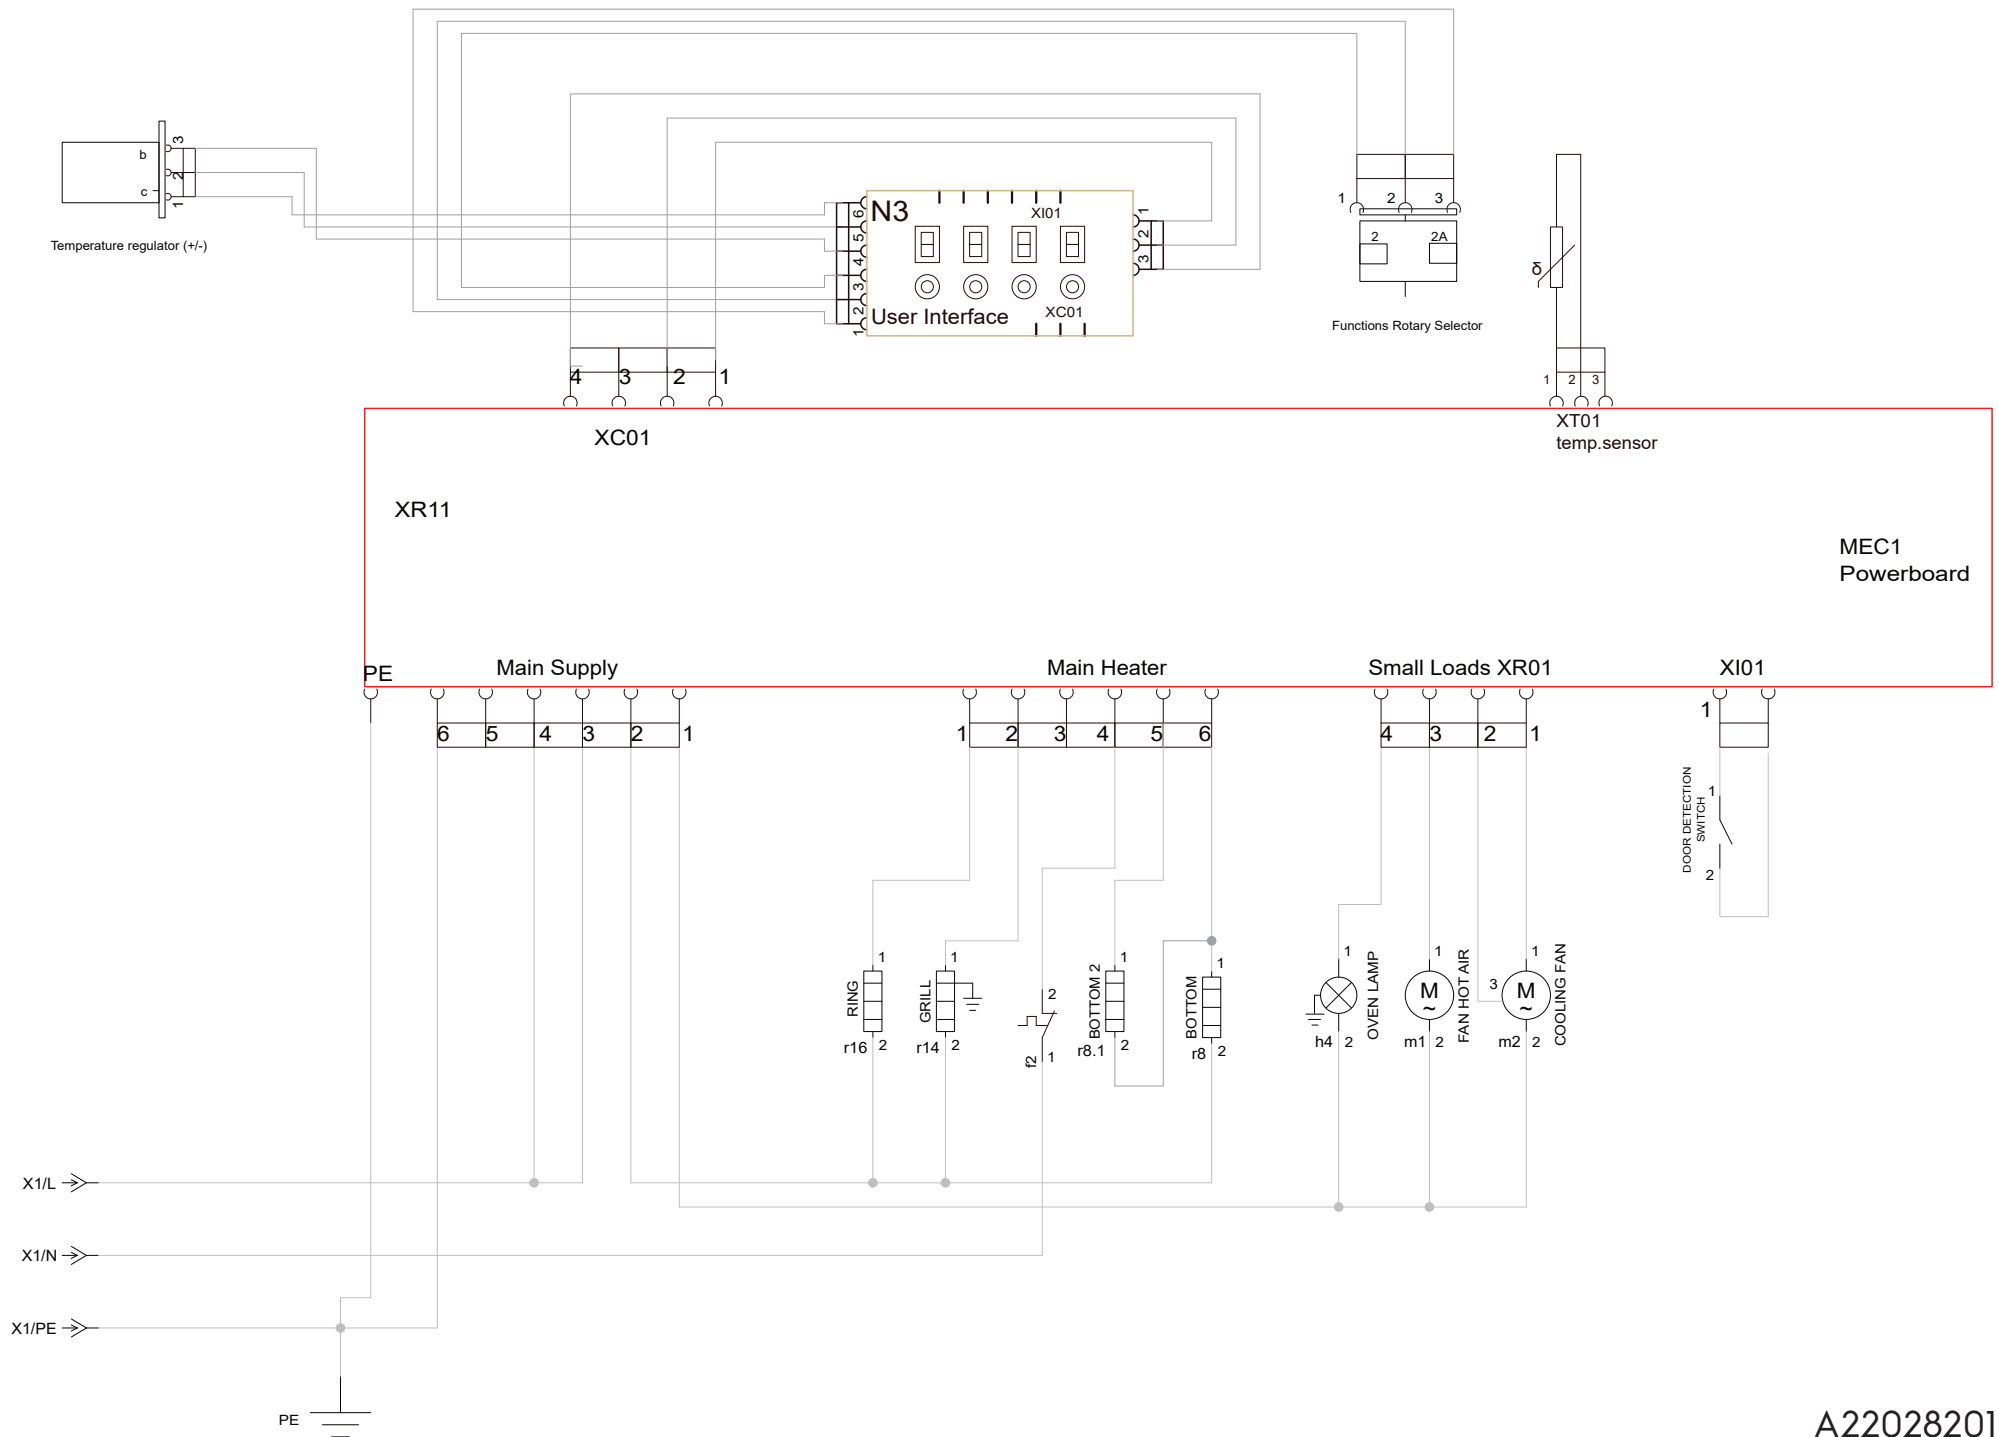 3
b
2
c
1
Temperature regulator (+/-)
N3
XI01
User Interface
XC01
6
5
4
3
2
1
1
2
3
1 2 3
2 2A
Functions Rotary Selector
δ
4 3 2 1
1 2 3
XC01
XT01
temp.sensor
XR11
MEC1
Powerboard
PE
Main Supply
Main Heater
Small Loads XR01
XI01
6 5 4 3 2 1
1 2 3 4 5 6
4 3 2 1
1
DOOR DETECTION
SWITCH
1
2
RING
1
r16 2
GRILL
1
r14 2
2
f2 1
BOTTOM 2
1
r8.1 2
BOTTOM
1
r8 2
1
OVEN LAMP
h4 2
1
M
~
FAN HOT AIR
m1 2
1
3
M
~
COOLING FAN
m2 2
X1/L
X1/N
X1/PE
PE
A22028201